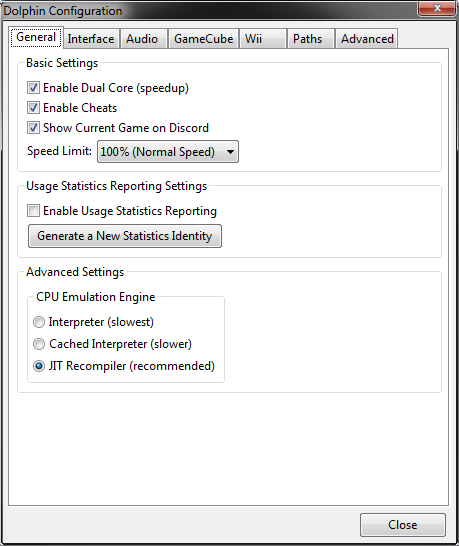 Dolphin Configuration
General Interface Audio GameCube Wii Paths Advanced
Basic Settings
Enable Dual Core (speedup)
Enable Cheats
Show Current Game on Discord
Speed Limit: 100% (Normal Speed)
Usage Statistics Reporting Settings
Enable Usage Statistics Reporting
Generate a New Statistics Identity
Advanced Settings
CPU Emulation Engine
Interpreter (slowest)
Cached Interpreter (slower)
JIT Recompiler (recommended)
Close